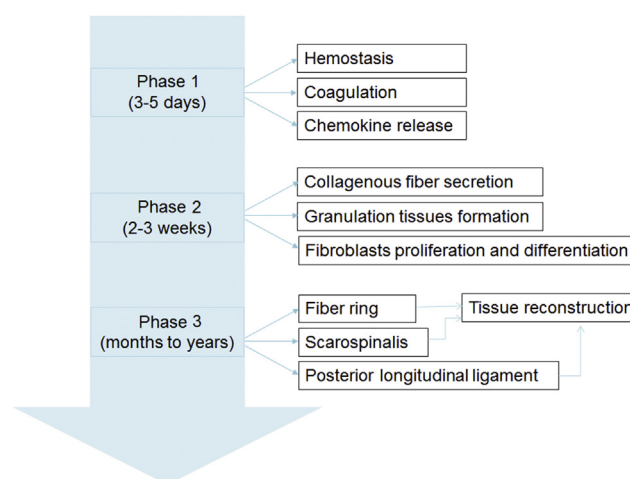 Phase 1
(3-5 days)
Hemostasis
Coagulation
Chemokine release
Phase 2
(2-3 weeks)
Collagenous fiber secretion
Granulation tissues formation
Fibroblasts proliferation and differentiation
Phase 3
(months to years)
Fiber ring
Tissue reconstruction
Scarospinalis
Posterior longitudinal ligament